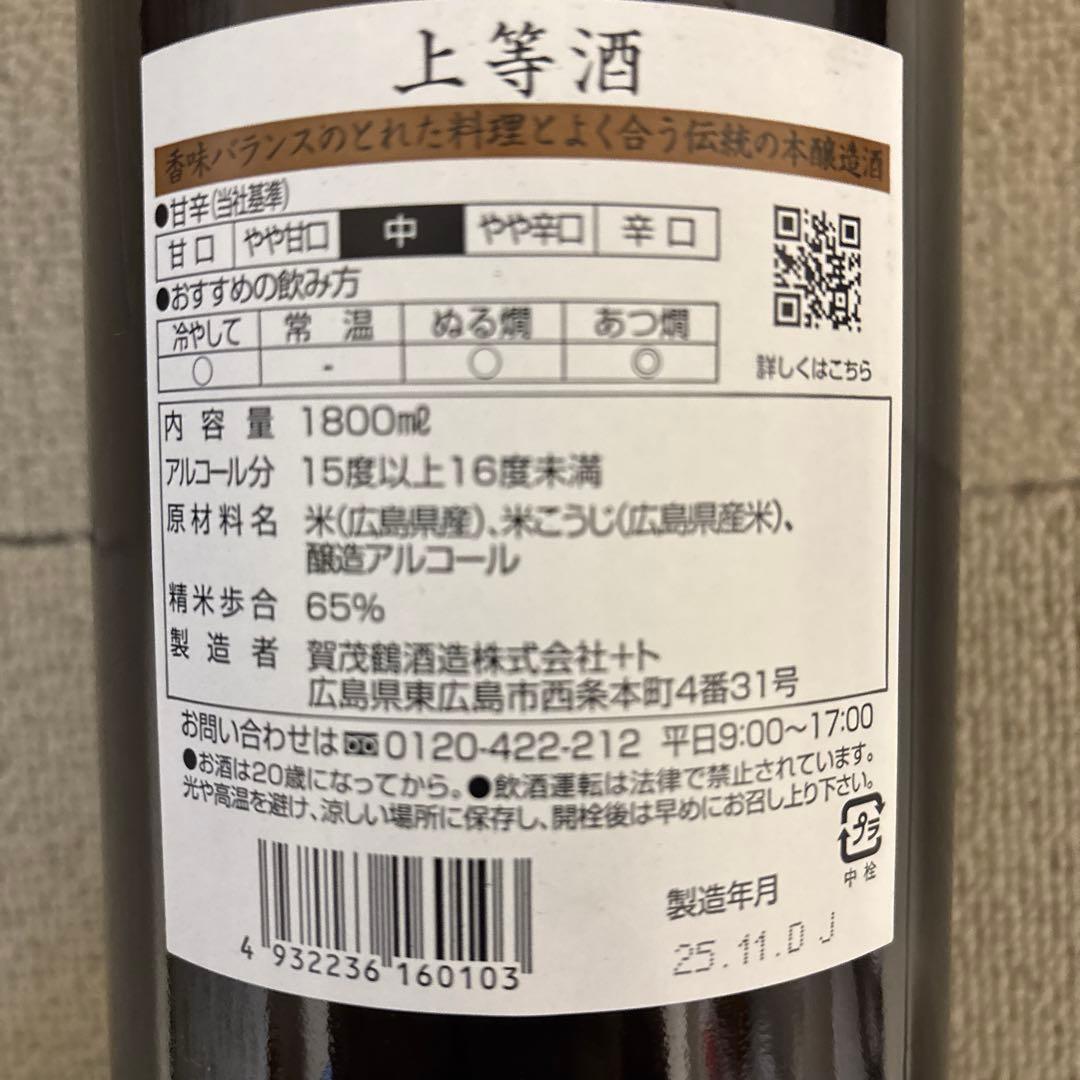 上等酒
香味バランスのとれた料理とよく合う伝統の本醸造酒
●甘辛(当社基準)
甘口 やや甘口 中 やや辛口 辛口
●おすすめの飲み方
冷やして 常温 ぬる燗 あつ燗
○ - ◎ ◎
詳しくはこちら
内容量 1800㎖
アルコール分 15度以上16度未満
原材料名 米(広島県産)、米こうじ(広島県産米)、
醸造アルコール
精米歩合 65%
製造者 賀茂鶴酒造株式会社+ト
広島県東広島市西条本町4番31号
お問い合わせは 0120-422-212 平日9:00～17:00
●お酒は20歳になってから。●飲酒運転は法律で禁止されています。
光や高温を避け、涼しい場所に保存し、開栓後は早めにお召し上り下さい。
プラ
中栓
製造年月
25.11.D J
4 932236 160103